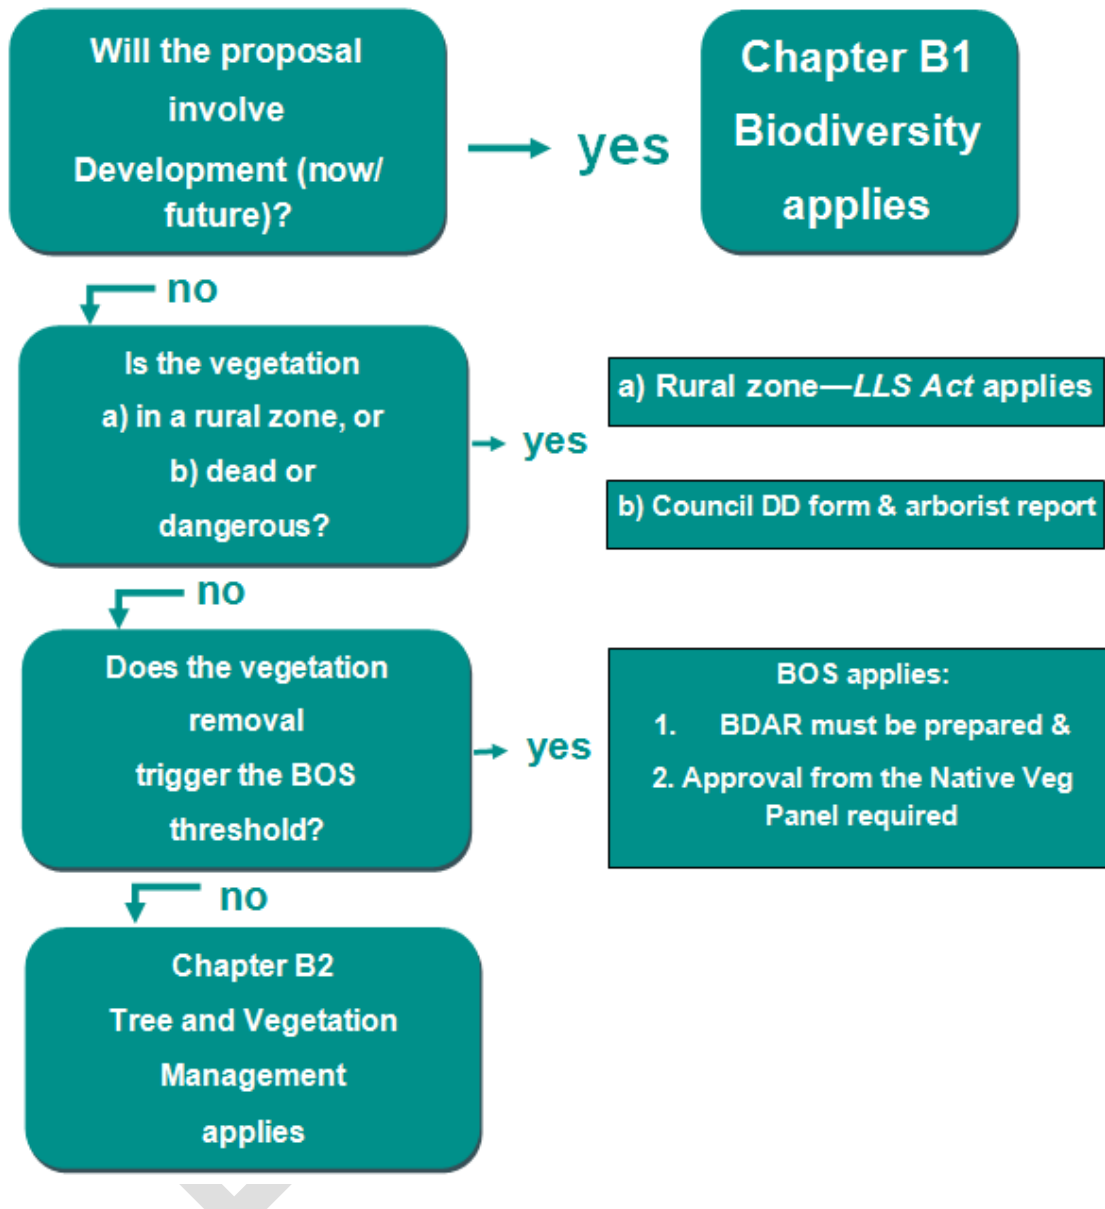 Will the proposal
involve
Development (now/
future)?
yes
Chapter B1
Biodiversity
applies
no
Is the vegetation
a) in a rural zone, or
b) dead or
dangerous?
yes
a) Rural zone—LLS Act applies
b) Council DD form & arborist report
no
Does the vegetation
removal
trigger the BOS
threshold?
yes
BOS applies:
1. BDAR must be prepared &
2. Approval from the Native Veg
Panel required
no
Chapter B2
Tree and Vegetation
Management
applies